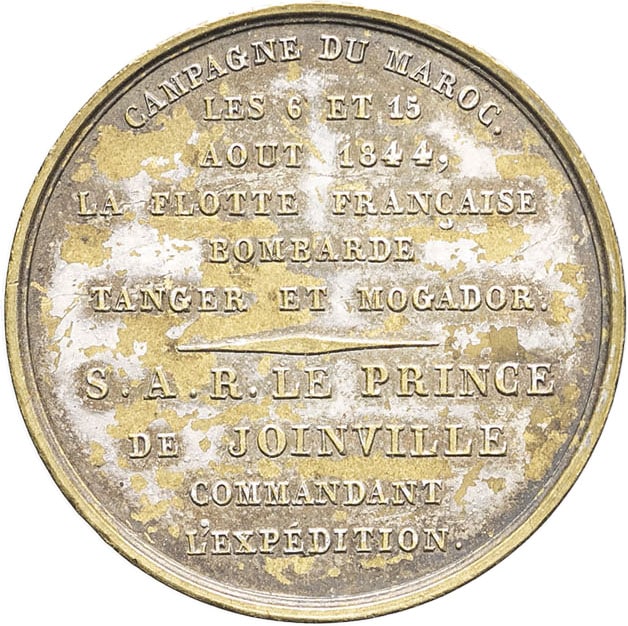 CAMPAGNE DU MAROC.
LES 6 ET 15
AOUT 1844,
LA FLOTTE FRANÇAISE
BOMBARDE
TANGER ET MOGADOR.
S.A.R. LE PRINCE
DE JOINVILLE
COMMANDANT
L'EXPÉDITION.